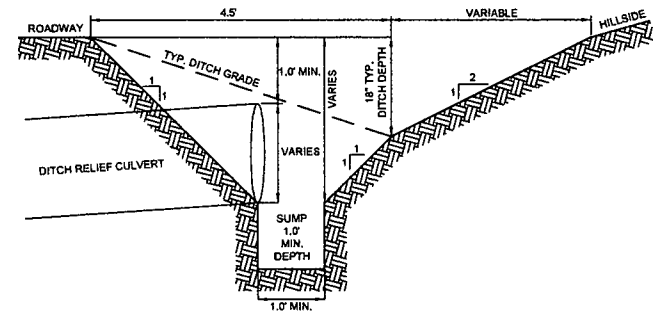 4.5'
VARIABLE
ROADWAY
HILLSIDE
TYP. DITCH GRADE
1.0' MIN.
VARIES
18" TYP.
DITCH DEPTH
1
1
2
1
DITCH RELIEF CULVERT
VARIES
1
1
SUMP
1.0'
MIN.
DEPTH
1.0' MIN.